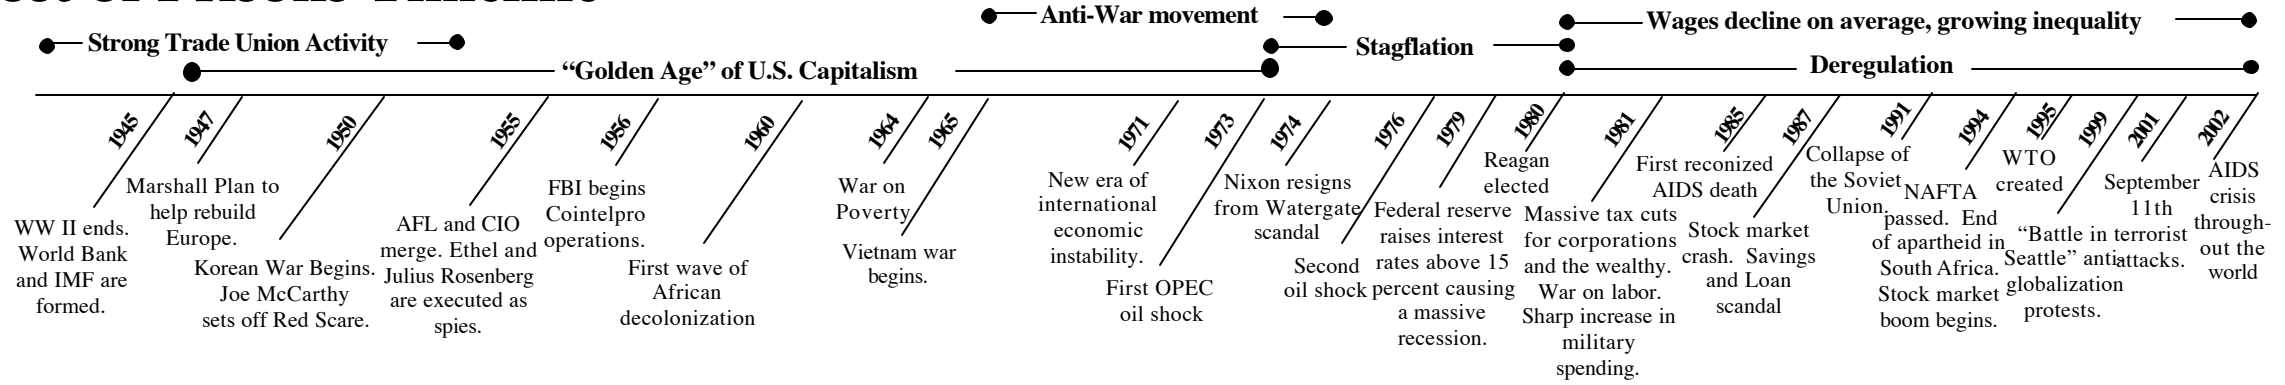 Anti-War movement
Wages decline on average, growing inequality
Strong Trade Union Activity
Stagflation
“Golden Age” of U.S. Capitalism
Deregulation
1945
WW II ends.
World Bank
and IMF are
formed.
1947
Marshall Plan to
help rebuild
Europe.
1950
Korean War Begins.
Joe McCarthy
sets off Red Scare.
1955
AFL and CIO
merge. Ethel and
Julius Rosenberg
are executed as
spies.
1956
FBI begins
Cointelpro
operations.
1960
First wave of
African
decolonization
1964
War on
Poverty
1965
Vietnam war
begins.
1971
New era of
international
economic
instability.
1973
First OPEC
oil shock
1974
Nixon resigns
from Watergate
scandal
1976
Second
oil shock
1979
Federal reserve
raises interest
rates above 15
percent causing
a massive
recession.
1980
Reagan
elected
1981
Massive tax cuts
for corporations
and the wealthy.
War on labor.
Sharp increase in
military
spending.
1985
First reconized
AIDS death
1987
Stock market
crash. Savings
and Loan
scandal
1991
Collapse of
the Soviet
Union.
1994
NAFTA
passed. End
of apartheid in
South Africa.
Stock market
boom begins.
1995
WTO
created
1999
“Battle in
Seattle” anti-
globalization
protests.
2001
September
11th
terrorist
attacks.
2002
AIDS
crisis
through-
out the
world